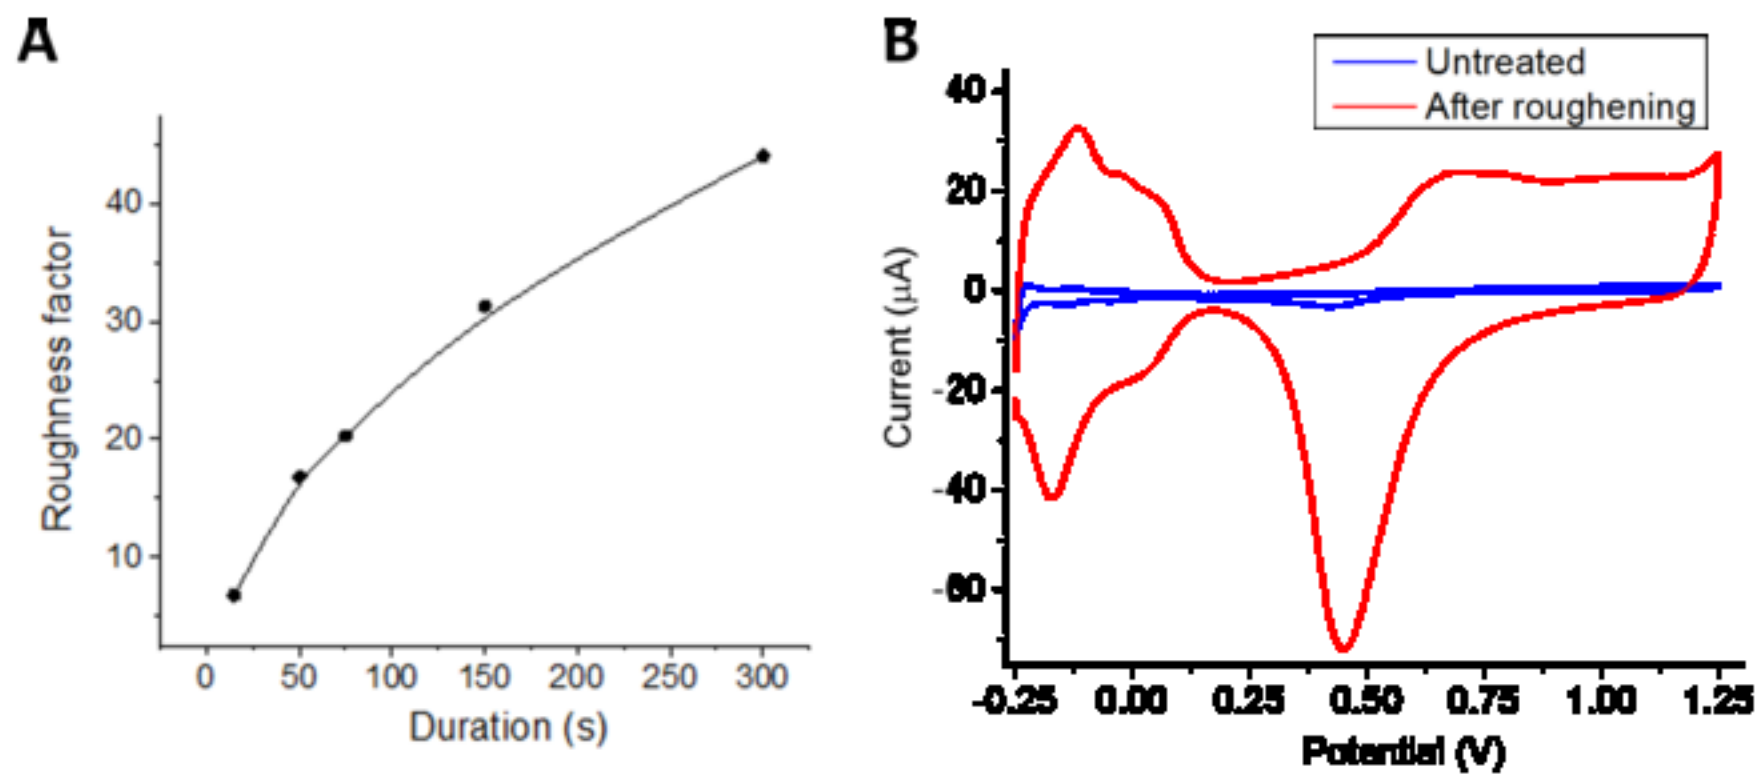 A
Roughness factor
40
30
20
10
0 50 100 150 200 250 300
Duration (s)
B
Untreated
After roughening
Current (μA)
40
20
0
-20
-40
-60
-0.25 0.00 0.25 0.50 0.75 1.00 1.25
Potential (V)